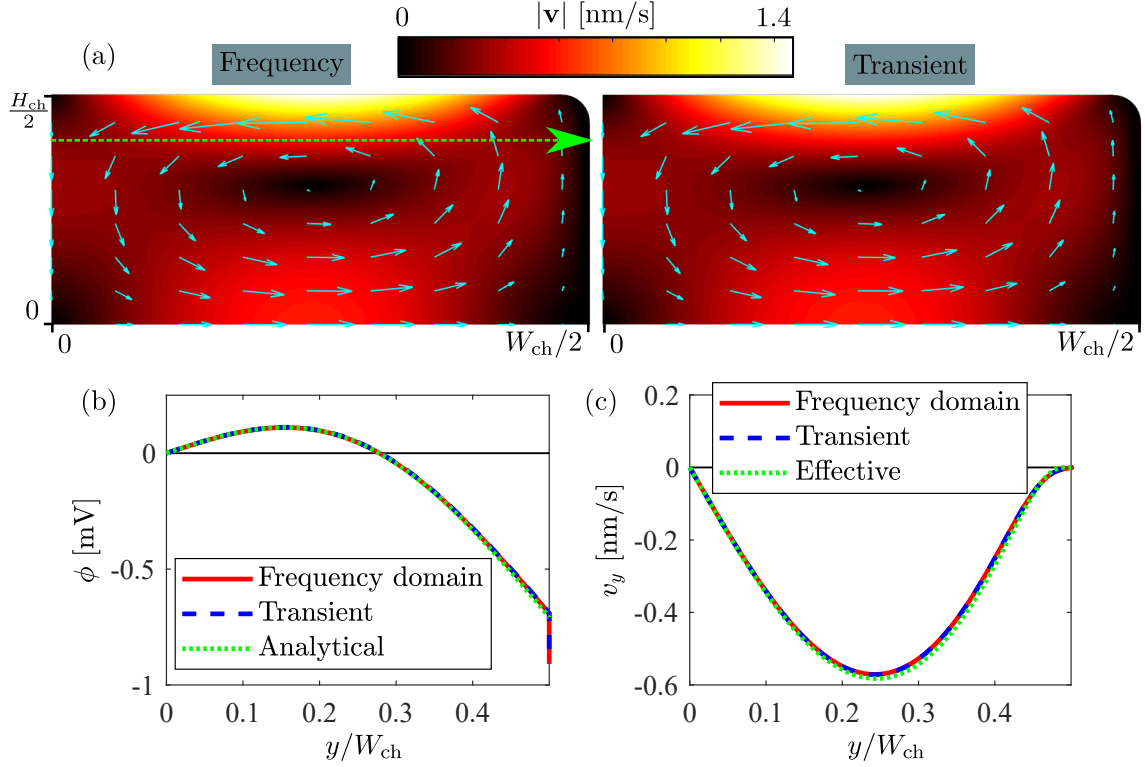 0 |v| [nm/s] 1.4
(a) Frequency Transient
H_ch/2
0
0 W_ch/2 0 W_ch/2
(b)
0
-0.5
-1
ϕ [mV]
Frequency domain
Transient
Analytical
0 0.1 0.2 0.3 0.4
y/W_ch
(c)
0.2
0
-0.2
-0.4
-0.6
v_y [nm/s]
Frequency domain
Transient
Effective
0 0.1 0.2 0.3 0.4
y/W_ch